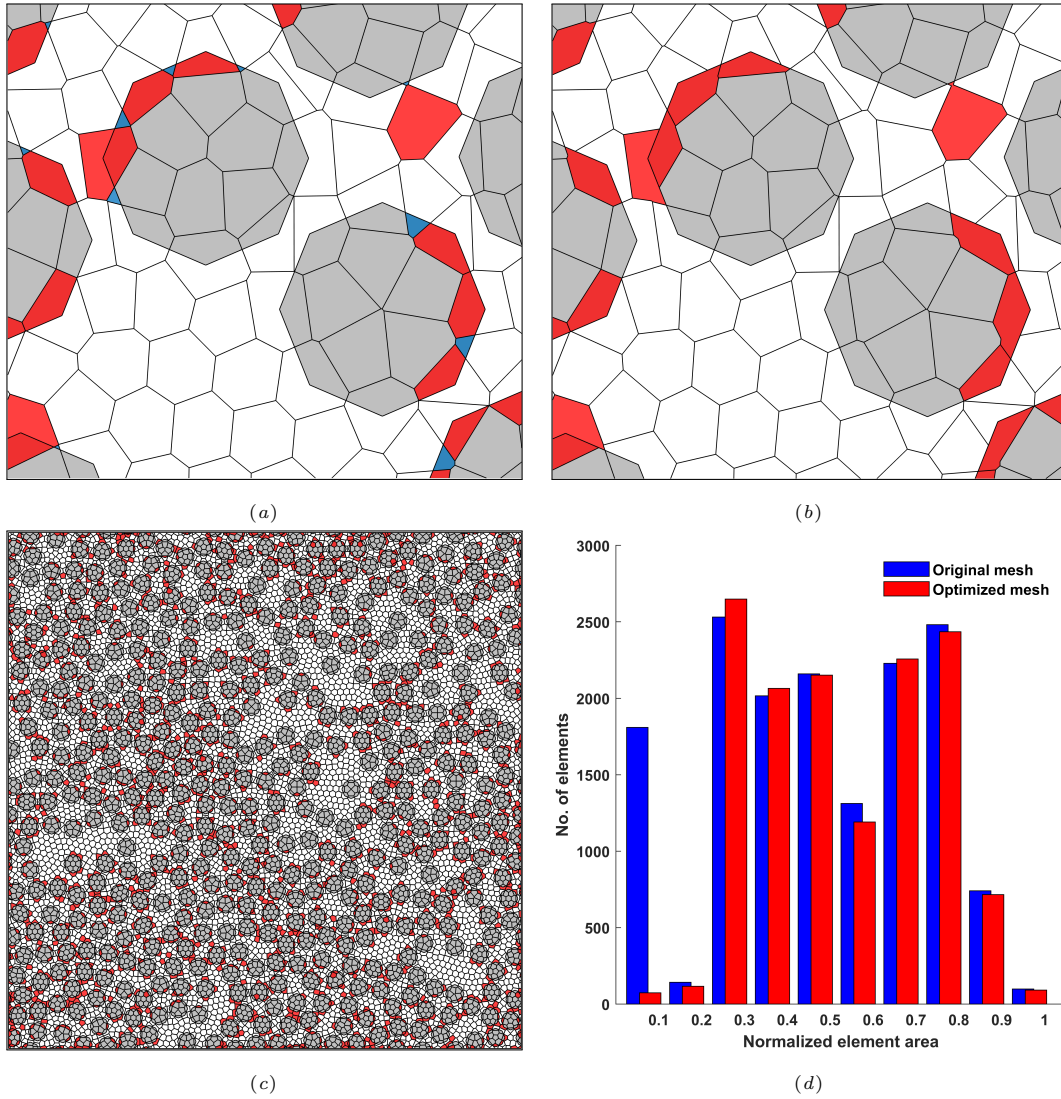 (a)
(b)
(c)
3000
2500
2000
1500
1000
500
0
No. of elements
Original mesh
Optimized mesh
0.1 0.2 0.3 0.4 0.5 0.6 0.7 0.8 0.9 1
Normalized element area
(d)